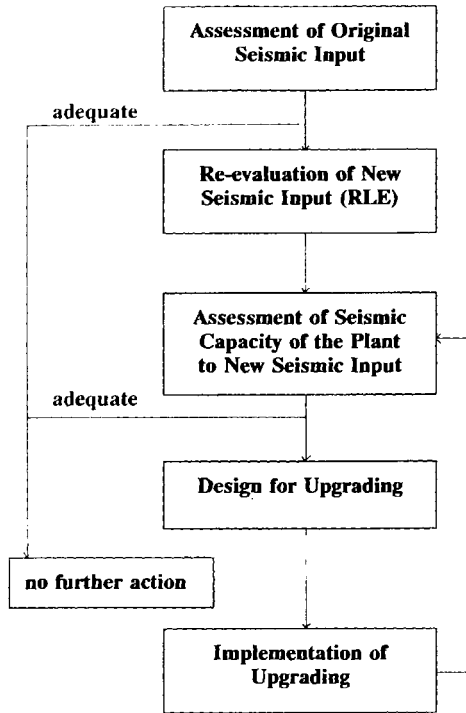 Assessment of Original
Seismic Input
adequate
Re-evaluation of New
Seismic Input (RLE)
Assessment of Seismic
Capacity of the Plant
to New Seismic Input
adequate
Design for Upgrading
no further action
Implementation of
Upgrading